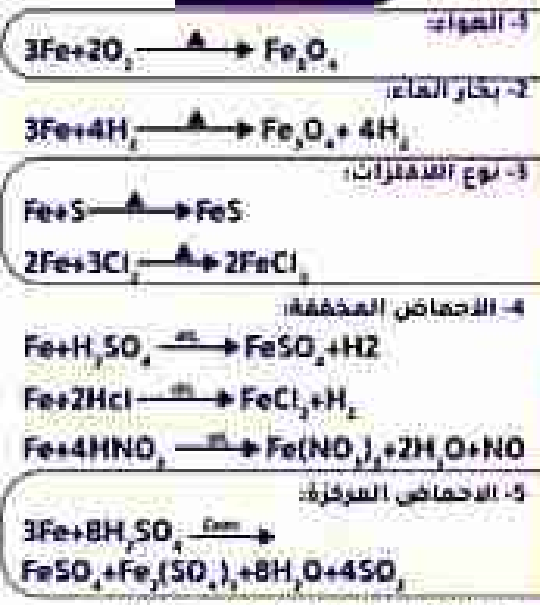 1- الهواء:
3Fe+2O₂ —Δ→ Fe₃O₄
2- بخار الماء:
3Fe+4H₂ —Δ→ Fe₃O₄+ 4H₂
3- نوع اللافلزات:
Fe+S —Δ→ FeS
2Fe+3Cl₂ —Δ→ 2FeCl₃
4- الأحماض المخففة:
Fe+H₂SO₄ → FeSO₄+H2
Fe+2Hcl → FeCl₂+H₂
Fe+4HNO₃ → Fe(NO₃)₃+2H₂O+NO
5- الاحماض المركزة:
3Fe+8H₂SO₄ —Conc→
FeSO₄+Fe₂(SO₄)₃+8H₂O+4SO₂